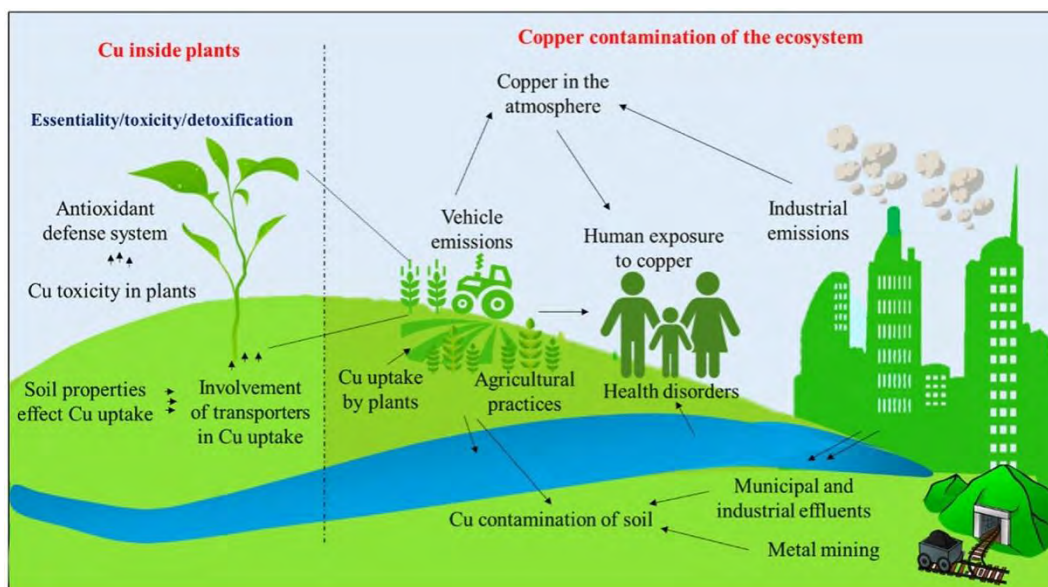 Cu inside plants
Copper contamination of the ecosystem
Essentiality/toxicity/detoxification
Antioxidant
defense system
Cu toxicity in plants
Soil properties
effect Cu uptake
Involvement
of transporters
in Cu uptake
Copper in the
atmosphere
Vehicle
emissions
Human exposure
to copper
Industrial
emissions
Cu uptake
by plants
Agricultural
practices
Health disorders
Cu contamination of soil
Municipal and
industrial effluents
Metal mining